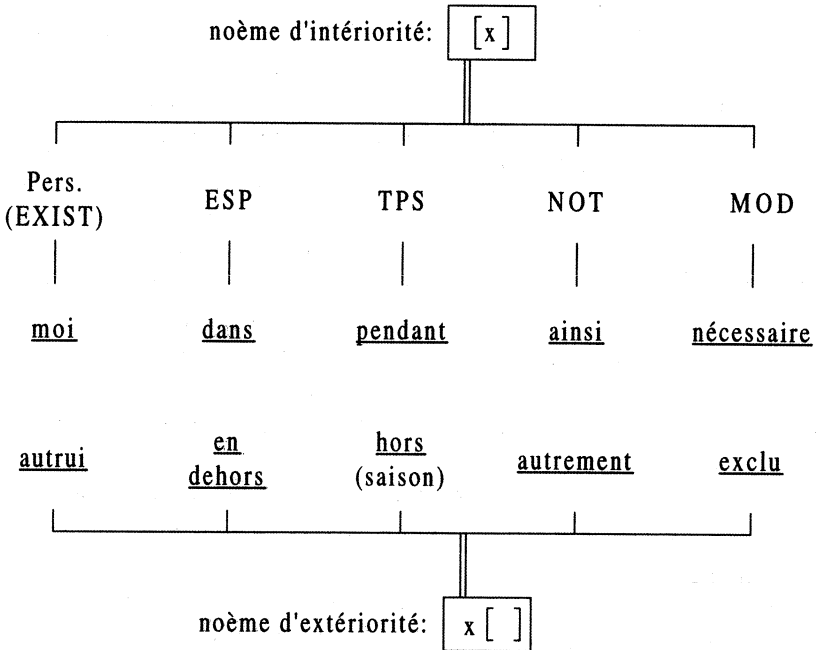 noème d'intériorité: [x]
Pers.
(EXIST) ESP TPS NOT MOD
moi dans pendant ainsi nécessaire
autrui en dehors hors (saison) autrement exclu
noème d'extériorité: x [ ]